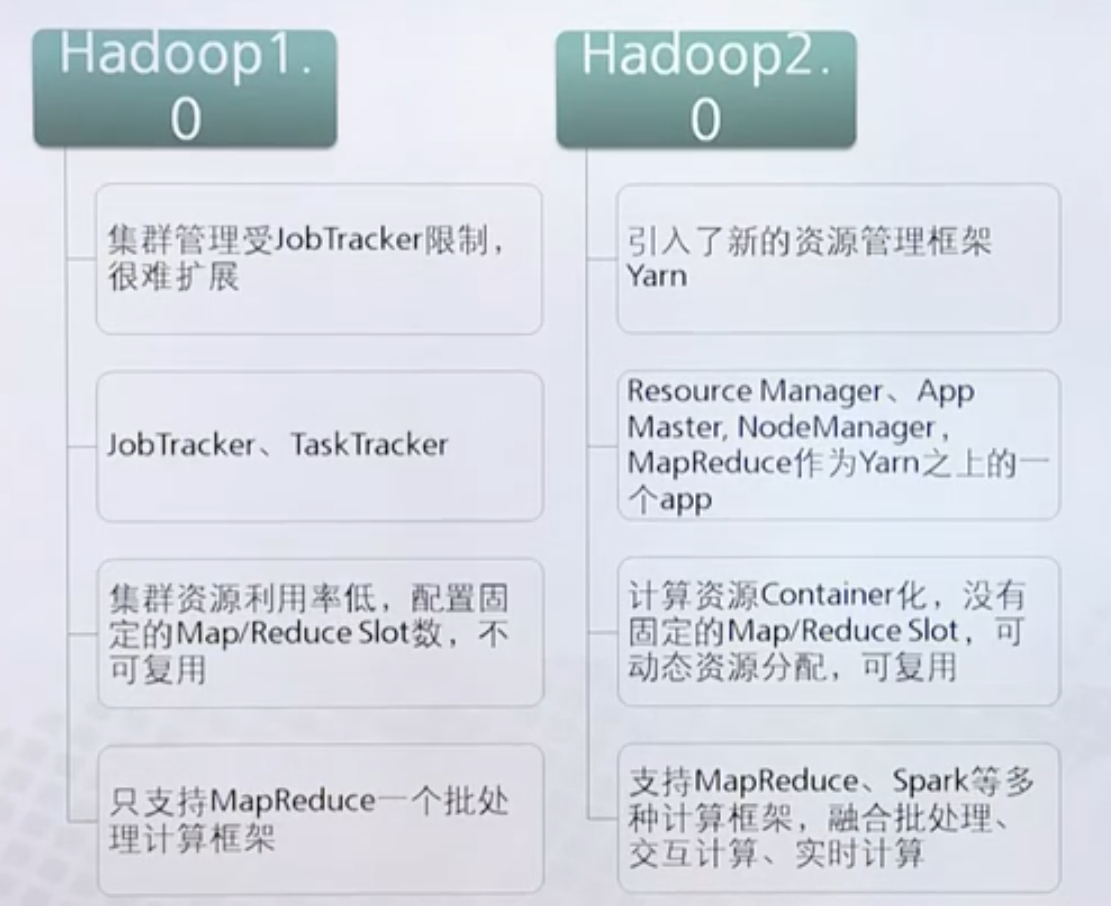 Hadoop1.
0
集群管理受JobTracker限制，
很难扩展
JobTracker、TaskTracker
集群资源利用率低，配置固
定的Map/Reduce Slot数，不
可复用
只支持MapReduce一个批处
理计算框架
Hadoop2.
0
引入了新的资源管理框架
Yarn
Resource Manager、App
Master, NodeManager，
MapReduce作为Yarn之上的一
个app
计算资源Container化，没有
固定的Map/Reduce Slot，可
动态资源分配，可复用
支持MapReduce、Spark等多
种计算框架，融合批处理、
交互计算、实时计算